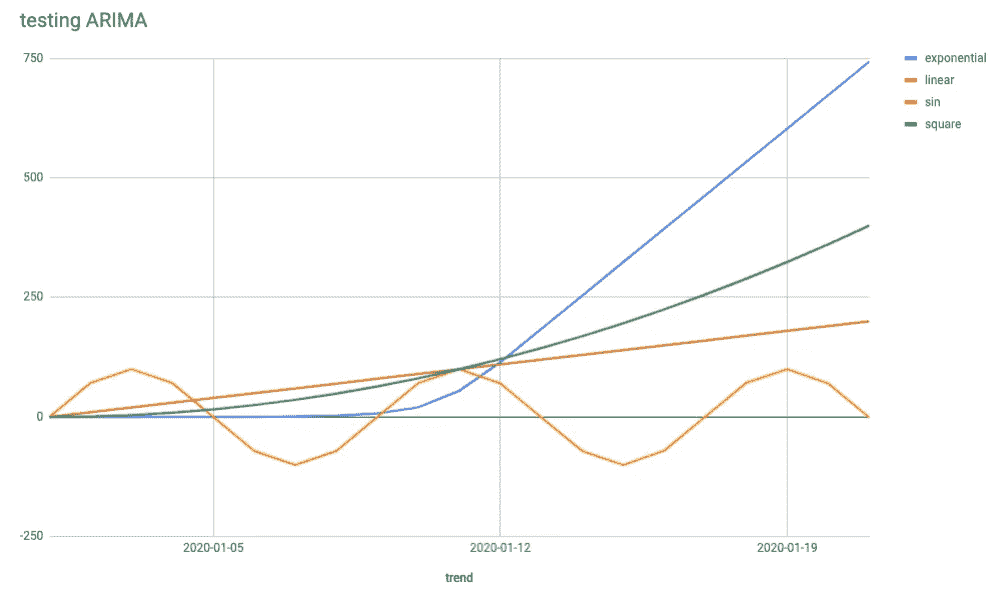 testing ARIMA
750
500
250
0
-250
2020-01-05
2020-01-12
2020-01-19
trend
exponential
linear
sin
square